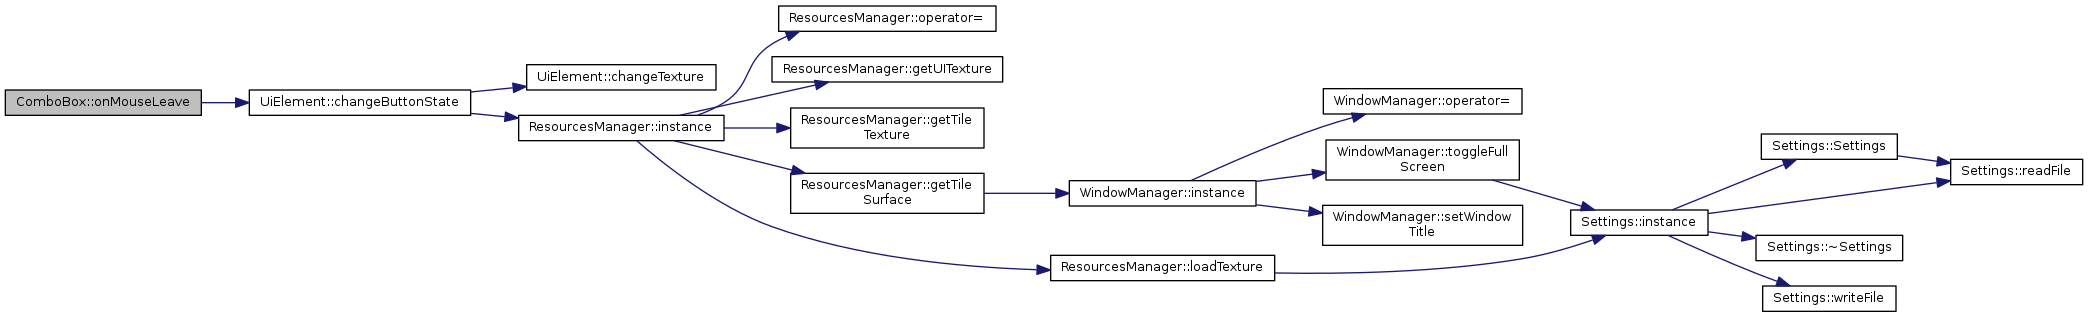 ComboBox::onMouseLeave
UiElement::changeButtonState
UiElement::changeTexture
ResourcesManager::instance
ResourcesManager::operator=
ResourcesManager::getUITexture
ResourcesManager::getTile
Texture
ResourcesManager::getTile
Surface
ResourcesManager::loadTexture
WindowManager::instance
WindowManager::operator=
WindowManager::toggleFull
Screen
WindowManager::setWindow
Title
Settings::instance
Settings::Settings
Settings::readFile
Settings::~Settings
Settings::writeFile